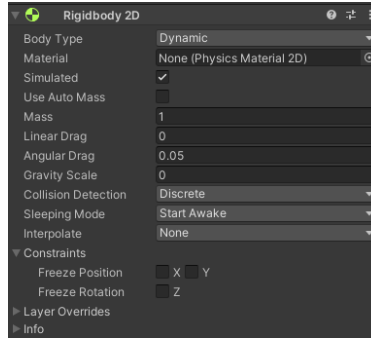 Rigidbody 2D
Body Type Dynamic
Material None (Physics Material 2D)
Simulated
Use Auto Mass
Mass 1
Linear Drag 0
Angular Drag 0.05
Gravity Scale 0
Collision Detection Discrete
Sleeping Mode Start Awake
Interpolate None
Constraints
Freeze Position X Y
Freeze Rotation Z
Layer Overrides
Info